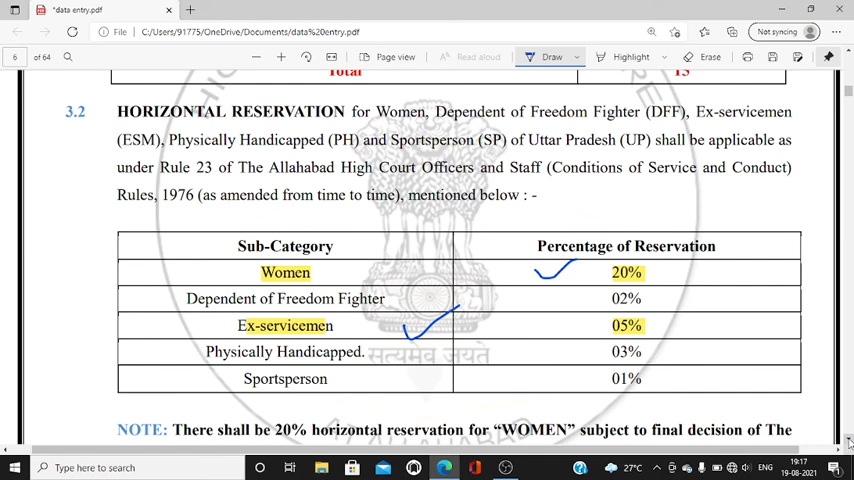 *data entry.pdf
File
C:/Users/91775/OneDrive/Documents/data%20entry.pdf
Not syncing
6 of 64
Page view
Read aloud
Draw
Highlight
Erase
Total 15
3.2 HORIZONTAL RESERVATION for Women, Dependent of Freedom Fighter (DFF), Ex-servicemen
(ESM), Physically Handicapped (PH) and Sportsperson (SP) of Uttar Pradesh (UP) shall be applicable as
under Rule 23 of The Allahabad High Court Officers and Staff (Conditions of Service and Conduct)
Rules, 1976 (as amended from time to time), mentioned below : -
Sub-Category Percentage of Reservation
Women 20%
Dependent of Freedom Fighter 02%
Ex-servicemen 05%
Physically Handicapped. 03%
सत्यमेव जयते
Sportsperson 01%
NOTE: There shall be 20% horizontal reservation for “WOMEN” subject to final decision of The
Type here to search
27°C
ENG
19:17
19-08-2021